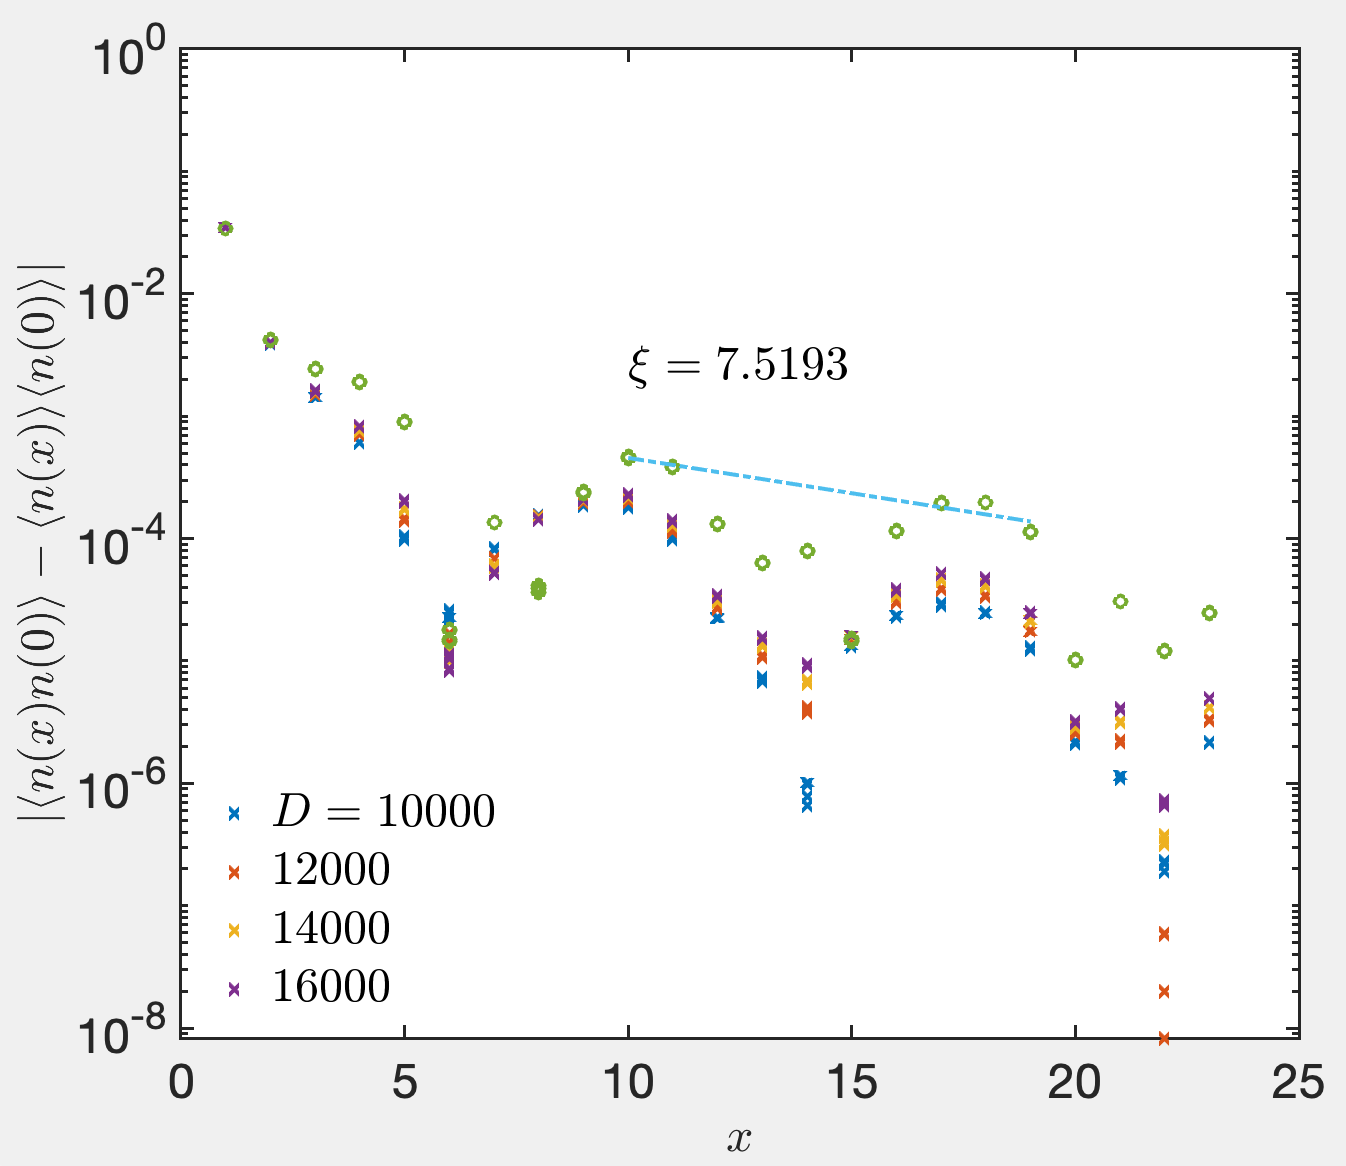 10^0
10^-2
10^-4
10^-6
10^-8
|⟨n(x)n(0)⟩ − ⟨n(x)⟩⟨n(0)⟩|
ξ = 7.5193
D = 10000
12000
14000
16000
0 5 10 15 20 25
x